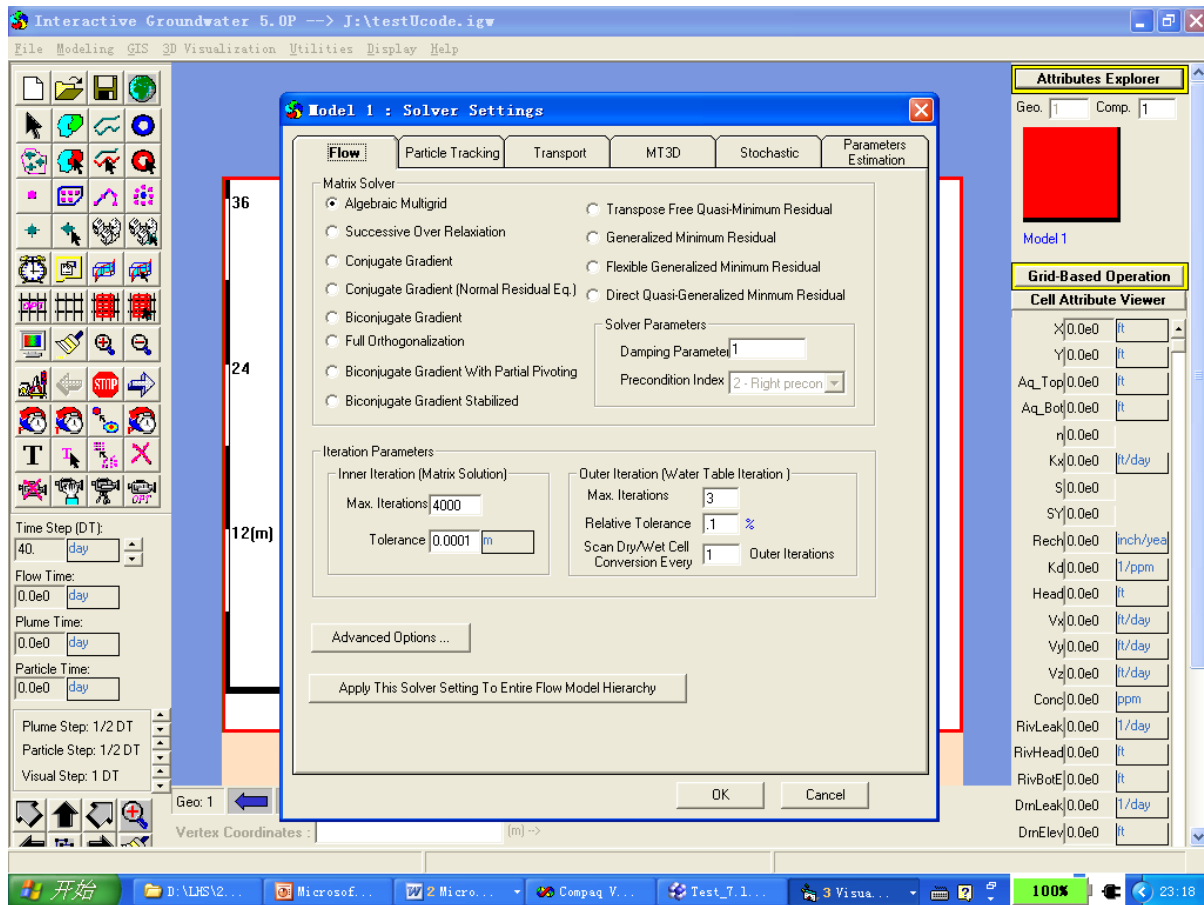 Interactive Groundwater 5.0P --> J:\testUcode.igw
File Modeling GIS 3D Visualization Utilities Display Help
Model 1 : Solver Settings
Flow
Particle Tracking
Transport
MT3D
Stochastic
Parameters
Estimation
Matrix Solver
Algebraic Multigrid
Successive Over Relaxiation
Conjugate Gradient
Conjugate Gradient (Normal Residual Eq.)
Biconjugate Gradient
Full Orthogonalization
Biconjugate Gradient With Partial Pivoting
Biconjugate Gradient Stabilized
Transpose Free Quasi-Minimum Residual
Generalized Minimum Residual
Flexible Generalized Minimum Residual
Direct Quasi-Generalized Minmum Residual
Solver Parameters
Damping Parameter 1
Precondition Index 2 - Right precon
Iteration Parameters
Inner Iteration (Matrix Solution)
Max. Iterations 4000
Tolerance 0.0001 m
Outer Iteration (Water Table Iteration )
Max. Iterations 3
Relative Tolerance .1 %
Scan Dry/Wet Cell
Conversion Every 1 Outer Iterations
Advanced Options ...
Apply This Solver Setting To Entire Flow Model Hierarchy
OK
Cancel
36
24
12(m)
OPT
STOP
T
T
OPT
Time Step (DT):
40. day
Flow Time:
0.0e0 day
Plume Time:
0.0e0 day
Particle Time:
0.0e0 day
Plume Step: 1/2 DT
Particle Step: 1/2 DT
Visual Step: 1 DT
Geo: 1
Vertex Coordinates :
(m) -->
Attributes Explorer
Geo. 1 Comp. 1
Model 1
Grid-Based Operation
Cell Attribute Viewer
X 0.0e0 ft
Y 0.0e0 ft
Aq_Top 0.0e0 ft
Aq_Bot 0.0e0 ft
n 0.0e0
Kx 0.0e0 ft/day
S 0.0e0
SY 0.0e0
Rech 0.0e0 inch/yea
Kd 0.0e0 1/ppm
Head 0.0e0 ft
Vx 0.0e0 ft/day
Vy 0.0e0 ft/day
Vz 0.0e0 ft/day
Conc 0.0e0 ppm
RivLeak 0.0e0 1/day
RivHead 0.0e0 ft
RivBotE 0.0e0 ft
DrnLeak 0.0e0 1/day
DrnElev 0.0e0 ft
开始
D:\LHS\2...
Microsof...
2 Micro...
Compaq V...
Test_7.1...
3 Visua...
100%
23:18